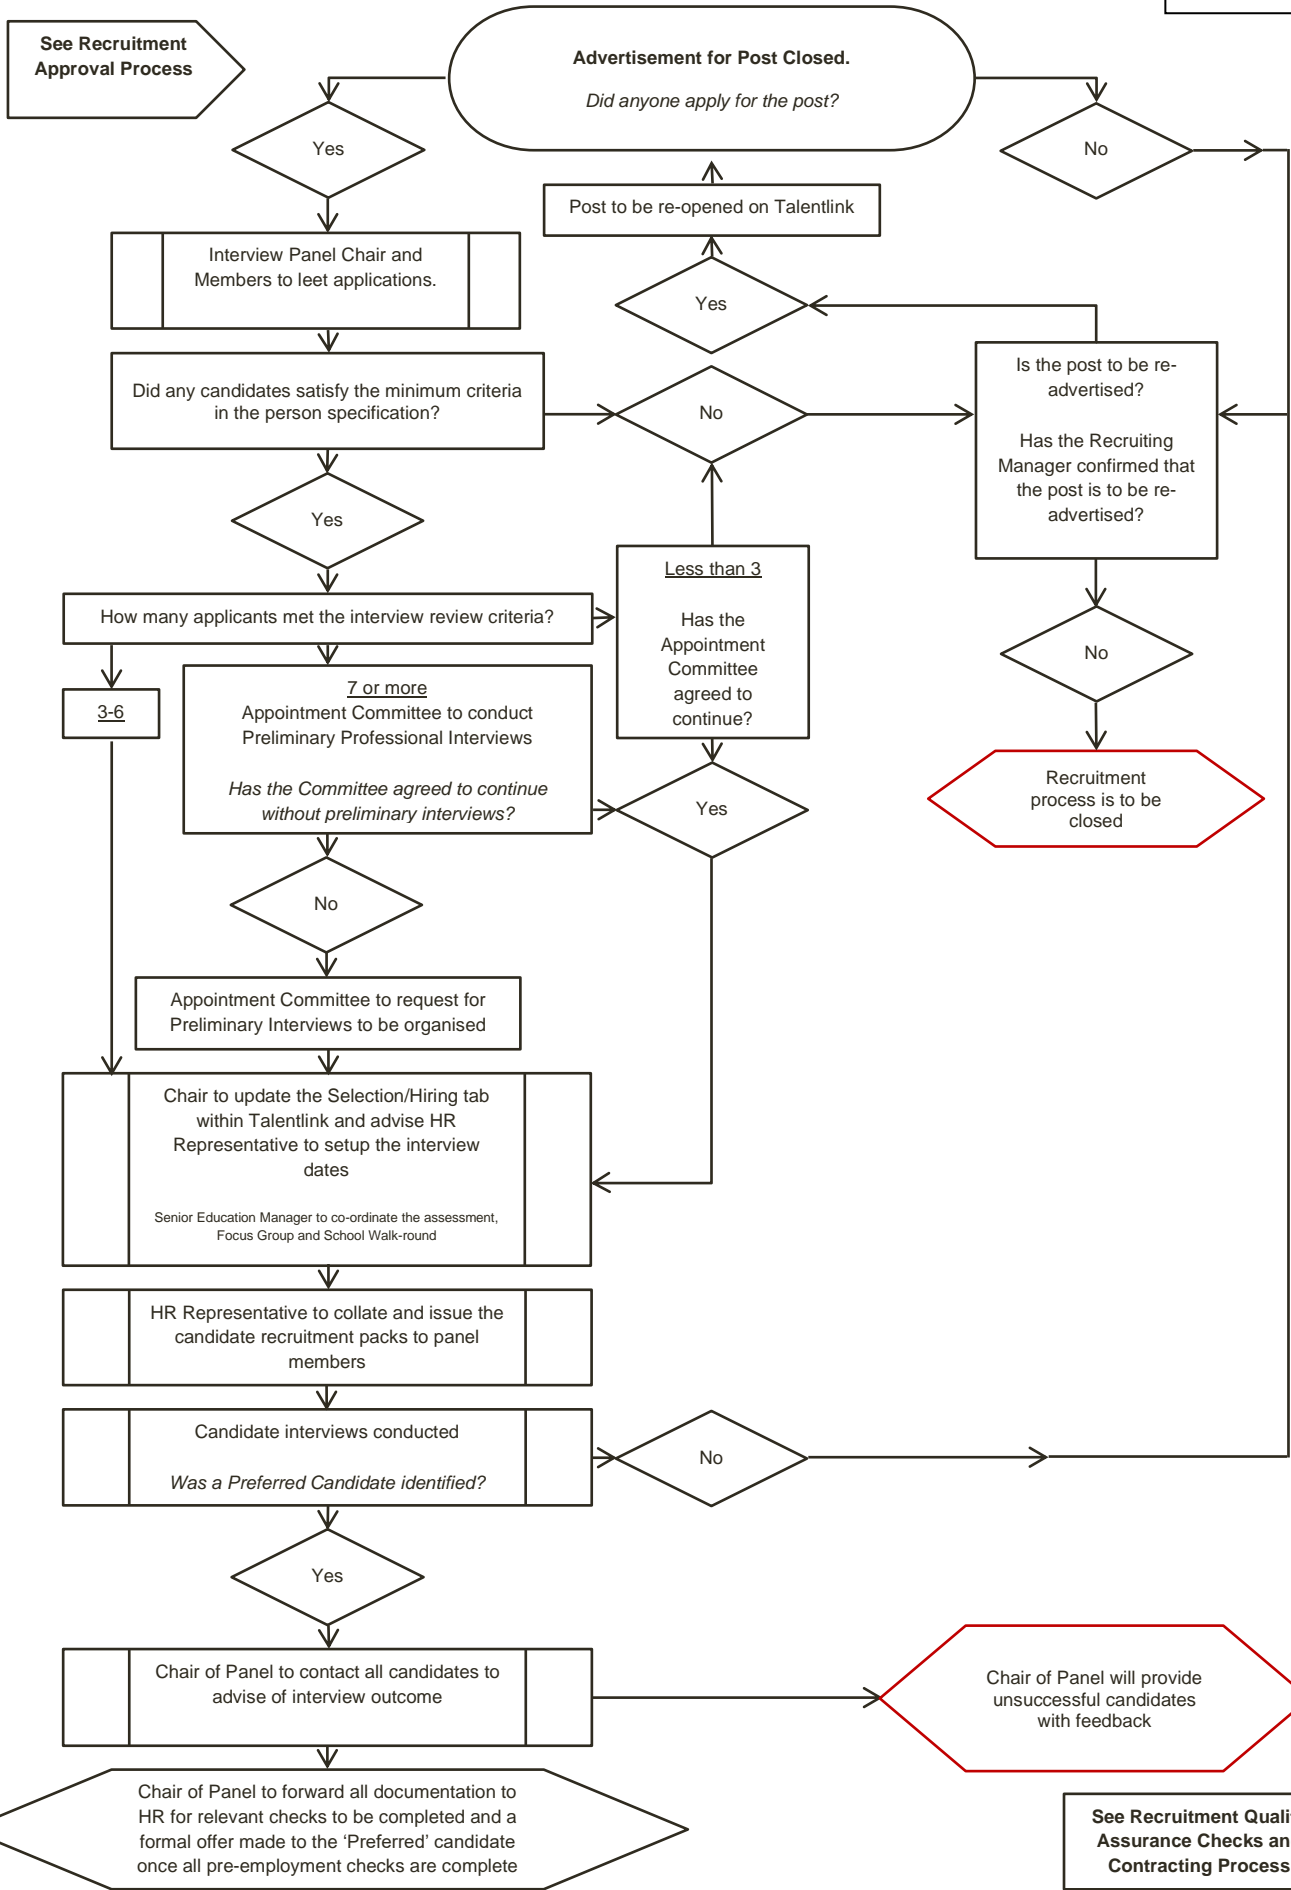 See Recruitment
Approval Process
Advertisement for Post Closed.
Did anyone apply for the post?
Yes
No
Post to be re-opened on Talentlink
Interview Panel Chair and
Members to leet applications.
Yes
Did any candidates satisfy the minimum criteria
in the person specification?
No
Is the post to be re-
advertised?
Has the Recruiting
Manager confirmed that
the post is to be re-
advertised?
Yes
Less than 3
Has the
Appointment
Committee
agreed to
continue?
How many applicants met the interview review criteria?
No
3-6
7 or more
Appointment Committee to conduct
Preliminary Professional Interviews
Has the Committee agreed to continue
without preliminary interviews?
Yes
Recruitment
process is to be
closed
No
Appointment Committee to request for
Preliminary Interviews to be organised
Chair to update the Selection/Hiring tab
within Talentlink and advise HR
Representative to setup the interview
dates
Senior Education Manager to co-ordinate the assessment,
Focus Group and School Walk-round
HR Representative to collate and issue the
candidate recruitment packs to panel
members
Candidate interviews conducted
Was a Preferred Candidate identified?
No
Yes
Chair of Panel to contact all candidates to
advise of interview outcome
Chair of Panel will provide
unsuccessful candidates
with feedback
Chair of Panel to forward all documentation to
HR for relevant checks to be completed and a
formal offer made to the ‘Preferred’ candidate
once all pre-employment checks are complete
See Recruitment
Assurance Checks
Contracting Process